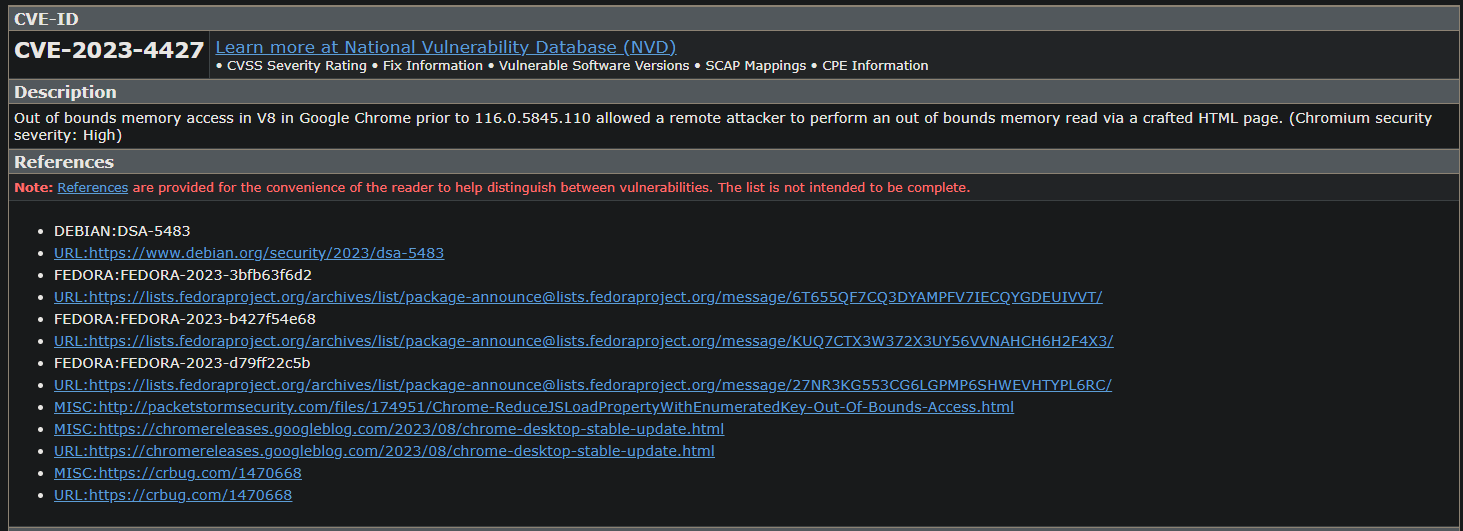 CVE-ID
CVE-2023-4427
Learn more at National Vulnerability Database (NVD)
• CVSS Severity Rating • Fix Information • Vulnerable Software Versions • SCAP Mappings • CPE Information
Description
Out of bounds memory access in V8 in Google Chrome prior to 116.0.5845.110 allowed a remote attacker to perform an out of bounds memory read via a crafted HTML page. (Chromium security
severity: High)
References
Note: References are provided for the convenience of the reader to help distinguish between vulnerabilities. The list is not intended to be complete.
• DEBIAN:DSA-5483
• URL:https://www.debian.org/security/2023/dsa-5483
• FEDORA:FEDORA-2023-3bfb63f6d2
• URL:https://lists.fedoraproject.org/archives/list/package-announce@lists.fedoraproject.org/message/6T655QF7CQ3DYAMPFV7IECQYGDEUIVVT/
• FEDORA:FEDORA-2023-b427f54e68
• URL:https://lists.fedoraproject.org/archives/list/package-announce@lists.fedoraproject.org/message/KUQ7CTX3W372X3UY56VVNAHCH6H2F4X3/
• FEDORA:FEDORA-2023-d79ff22c5b
• URL:https://lists.fedoraproject.org/archives/list/package-announce@lists.fedoraproject.org/message/27NR3KG553CG6LGPMP6SHWEVHTYPL6RC/
• MISC:http://packetstormsecurity.com/files/174951/Chrome-ReduceJSLoadPropertyWithEnumeratedKey-Out-Of-Bounds-Access.html
• MISC:https://chromereleases.googleblog.com/2023/08/chrome-desktop-stable-update.html
• URL:https://chromereleases.googleblog.com/2023/08/chrome-desktop-stable-update.html
• MISC:https://crbug.com/1470668
• URL:https://crbug.com/1470668